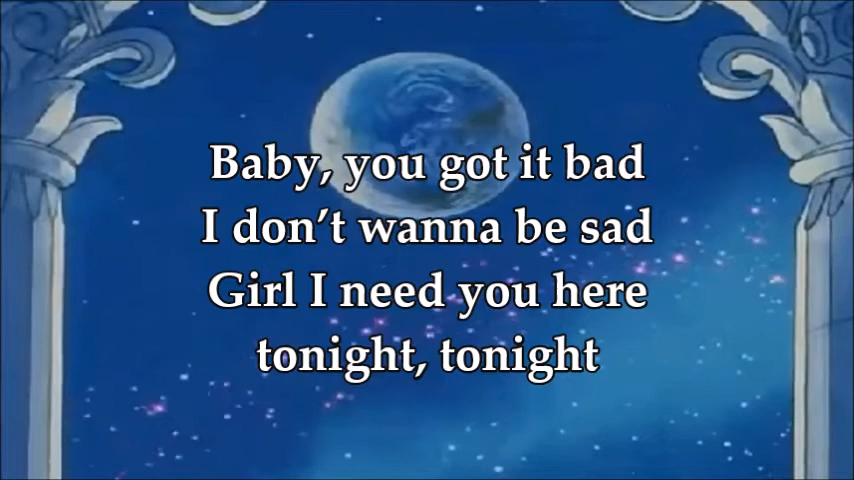 Baby, you got it bad
I don’t wanna be sad
Girl I need you here
tonight, tonight